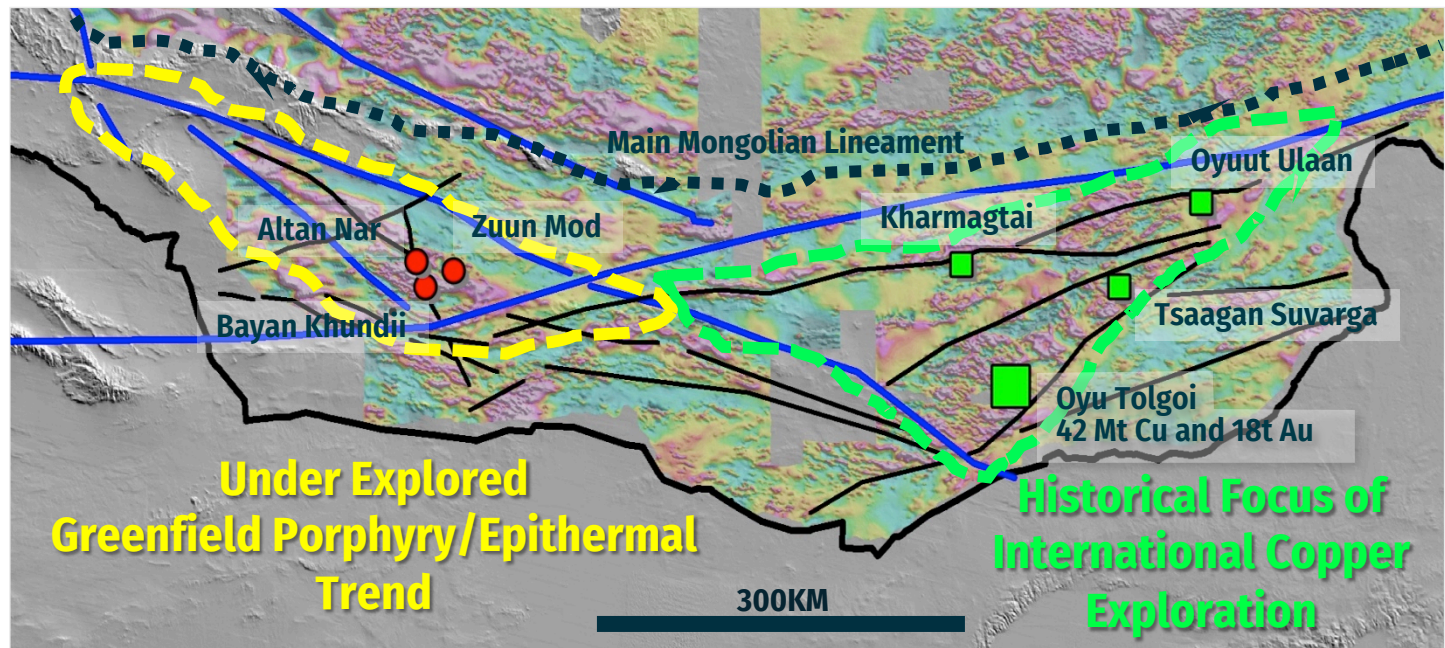 Main Mongolian Lineament
Oyuut Ulaan
Altan Nar
Zuun Mod
Kharmagtai
Bayan Khundii
Tsaagan Suvarga
Oyu Tolgoi
42 Mt Cu and 18t Au
Under Explored
Greenfield Porphyry/Epithermal
Trend
Historical Focus of
International Copper
Exploration
300KM